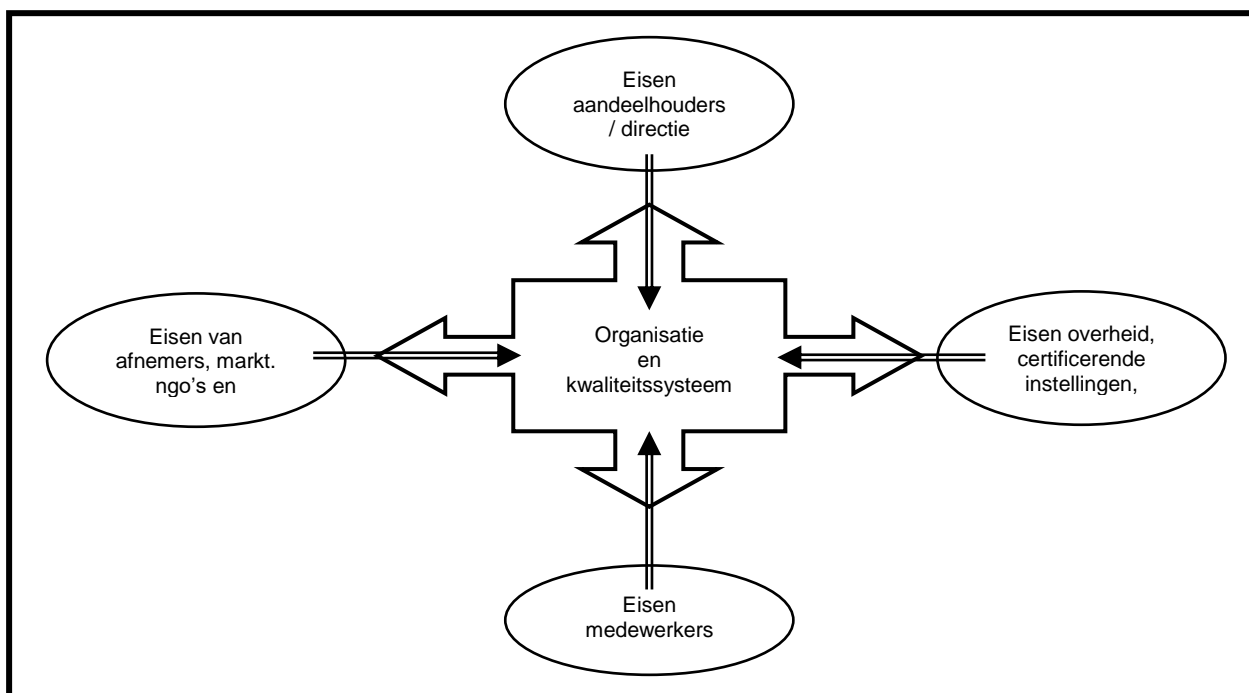 Eisen
aandeelhouders
/ directie
Eisen van
afnemers, markt.
ngo's en
Organisatie
en
kwaliteitssysteem
Eisen overheid,
certificerende
instellingen,
Eisen
medewerkers